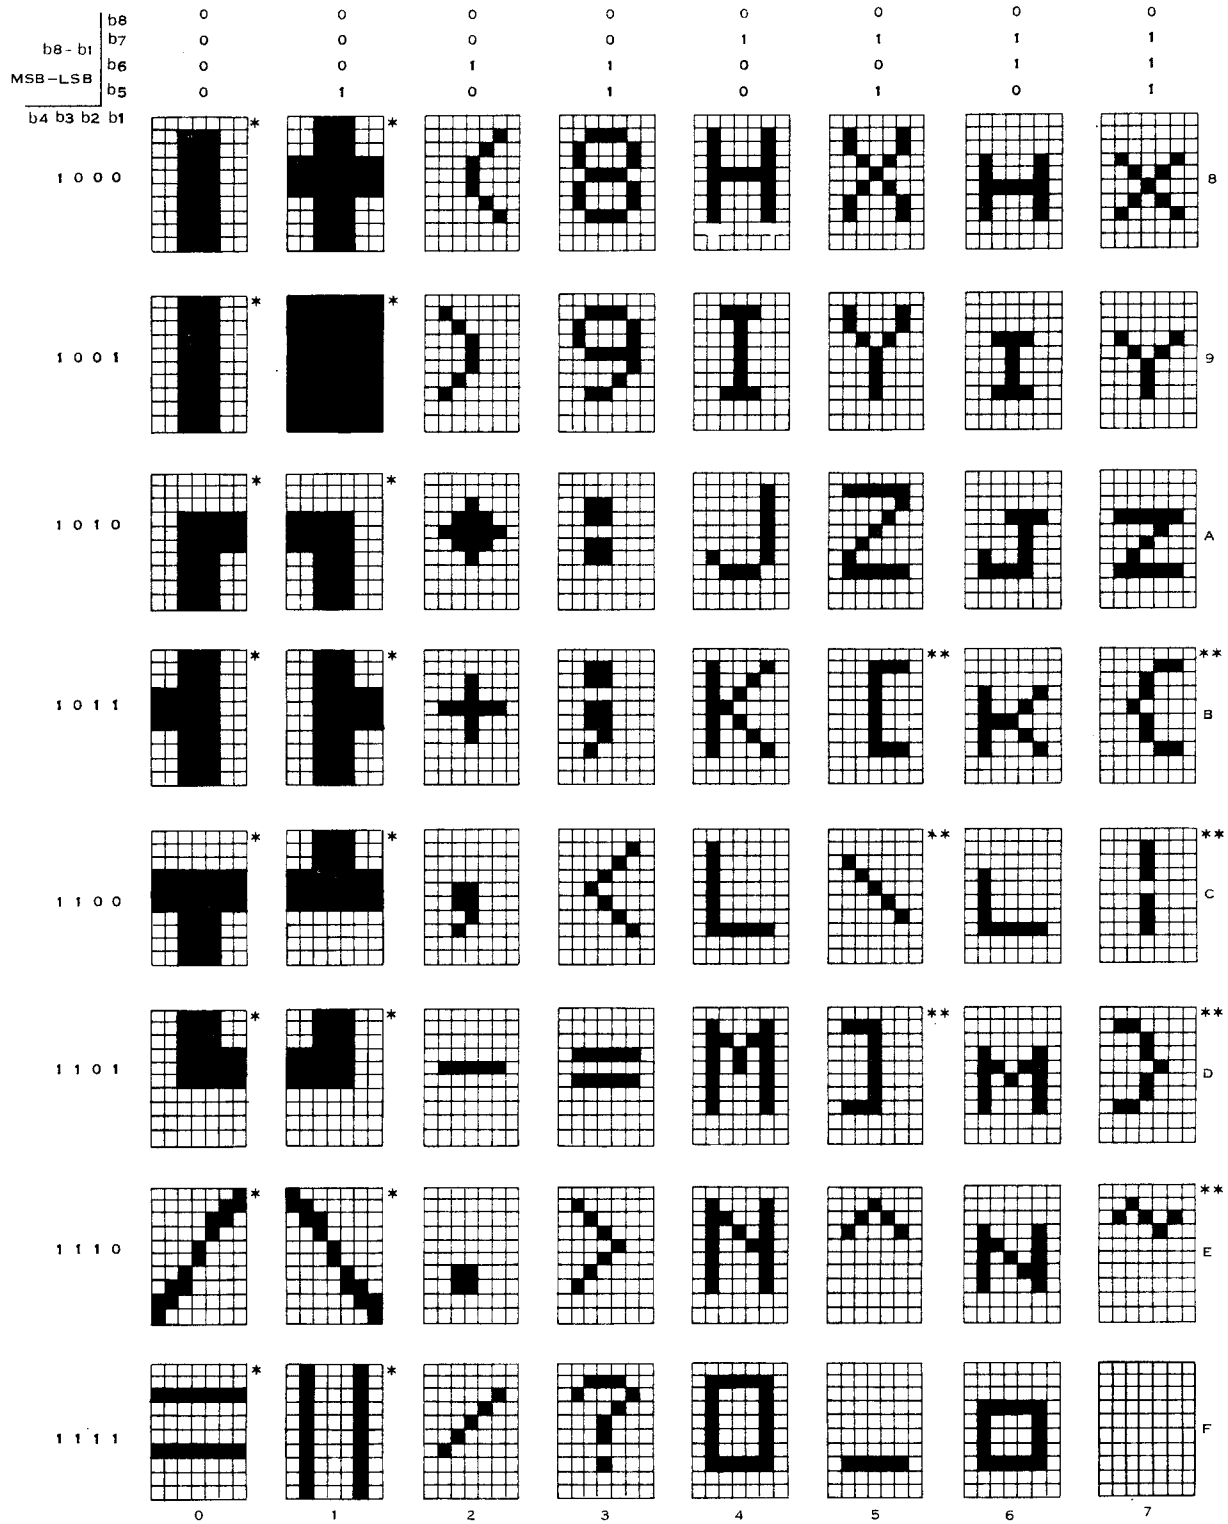 b8 0 0 0 0 0 0 0 0
b8-b1 b7 0 0 0 0 1 1 1 1
b6 0 0 1 1 0 0 1 1
MSB-LSB b5 0 1 0 1 0 1 0 1
b4 b3 b2 b1
1 0 0 0 * * ( 8 H X H X 8
1 0 0 1 * * ) 9 I Y I Y 9
1 0 1 0 * * * : J Z J Z A
1 0 1 1 * * + ; K [ ** K { ** B
1 1 0 0 * * , < L \ ** L ¦ ** C
1 1 0 1 * * - = M ] ** M } ** D
1 1 1 0 * * . > N ^ N ~ ** E
1 1 1 1 * * / ? O _ O F
0 1 2 3 4 5 6 7